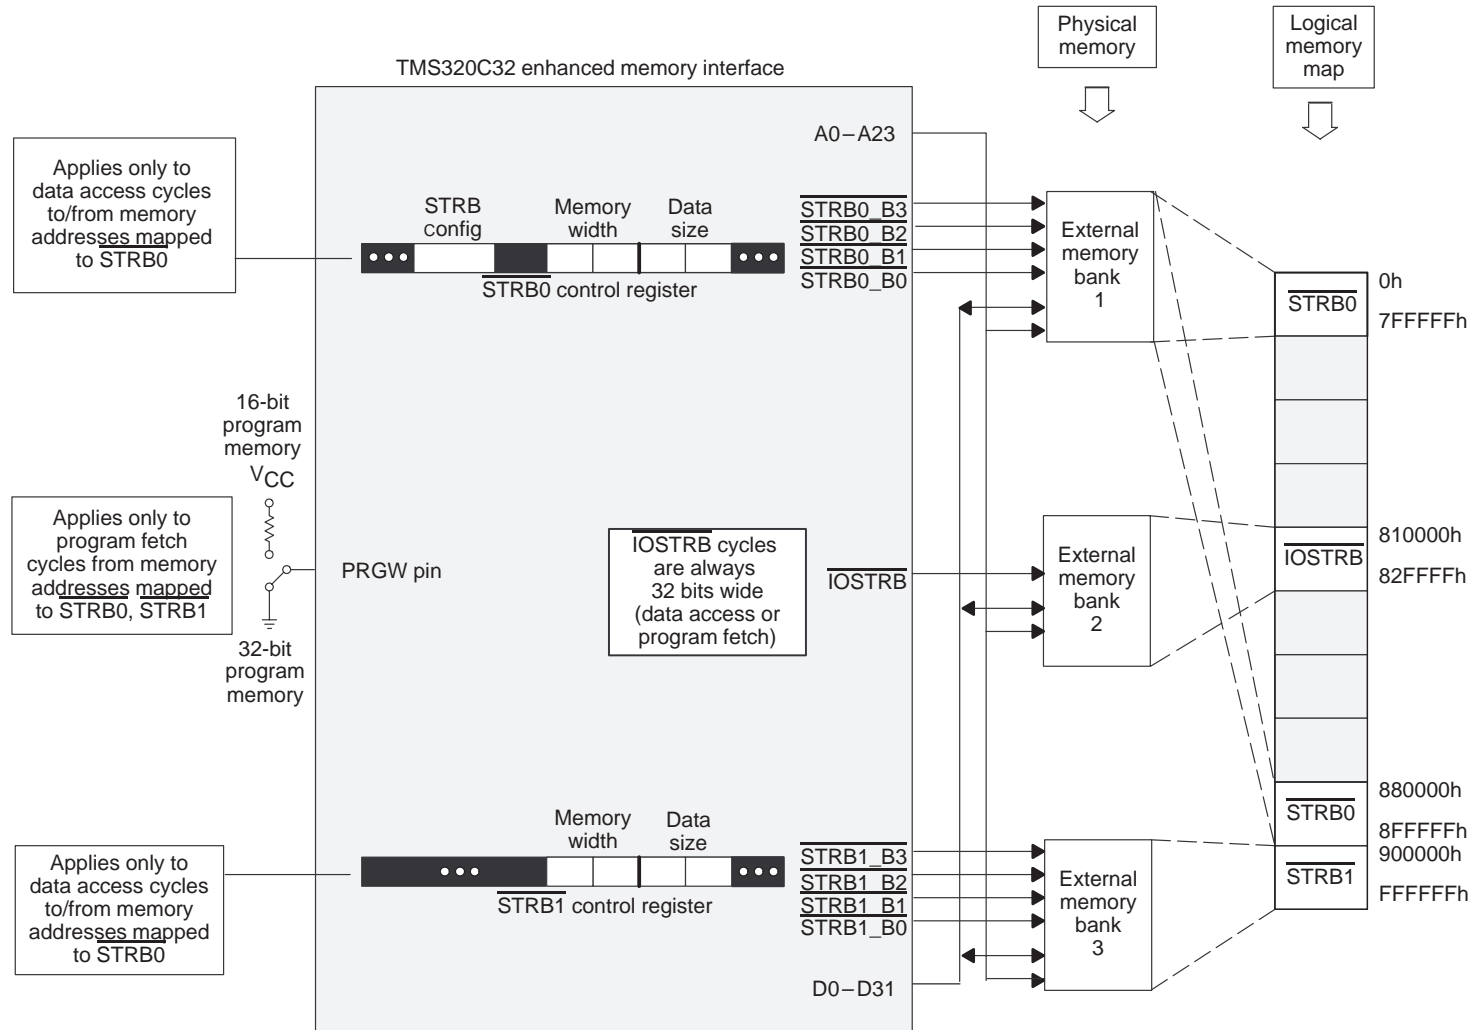 Physical
memory
Logical
memory
map
TMS320C32 enhanced memory interface
A0–A23
Applies only to
data access cycles
to/from memory
addresses mapped
to STRB0
STRB
config
Memory
width
Data
size
STRB0 control register
STRB0_B3
STRB0_B2
STRB0_B1
STRB0_B0
External
memory
bank
1
STRB0
0h
7FFFFFh
16-bit
program
memory
VCC
Applies only to
program fetch
cycles from memory
addresses mapped
to STRB0, STRB1
PRGW pin
32-bit
program
memory
IOSTRB cycles
are always
32 bits wide
(data access or
program fetch)
IOSTRB
External
memory
bank
2
IOSTRB
810000h
82FFFFh
Applies only to
data access cycles
to/from memory
addresses mapped
to STRB0
Memory
width
Data
size
STRB1 control register
STRB1_B3
STRB1_B2
STRB1_B1
STRB1_B0
D0–D31
External
memory
bank
3
STRB0
880000h
8FFFFFh
STRB1
900000h
FFFFFFh